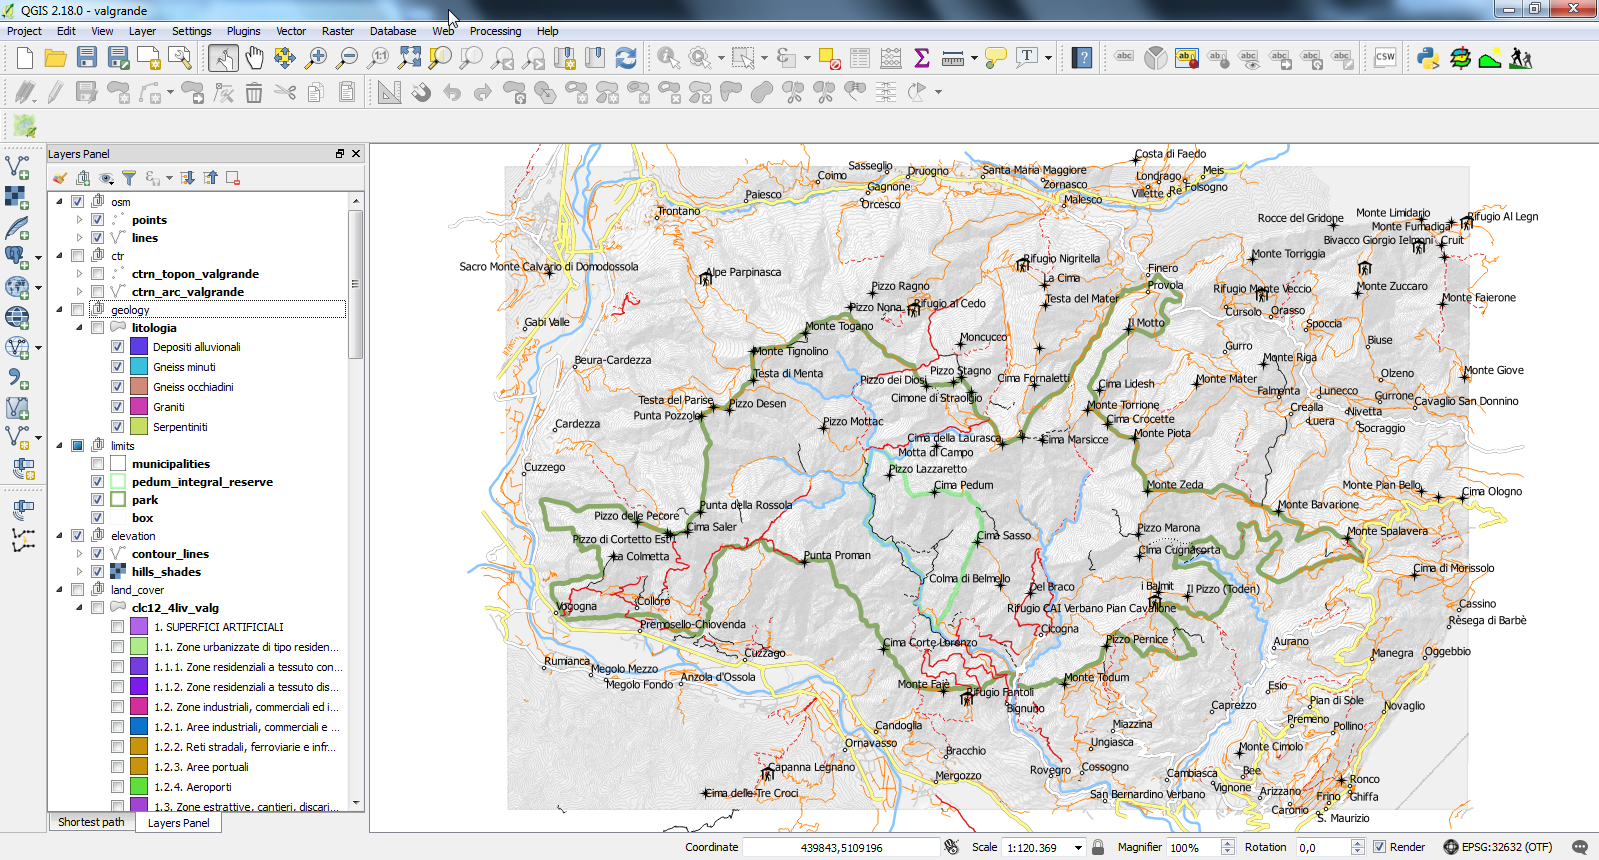 QGIS 2.18.0 - valgrande
Project Edit View Layer Settings Plugins Vector Raster Database Web Processing Help
Layers Panel
osm
points
lines
ctr
ctrn_topon_valgrande
ctrn_arc_valgrande
geology
litologia
Depositi alluvionali
Gneiss minuti
Gneiss occhiadini
Graniti
Serpentiniti
limits
municipalities
pedum_integral_reserve
park
box
elevation
contour_lines
hills_shades
land_cover
clc12_4liv_valg
1. SUPERFICI ARTIFICIALI
1.1. Zone urbanizzate di tipo residen...
1.1.1. Zone residenziali a tessuto con...
1.1.2. Zone residenziali a tessuto dis...
1.2. Zone industriali, commerciali ed i...
1.2.1. Aree industriali, commerciali e ...
1.2.2. Reti stradali, ferroviarie e infr...
1.2.3. Aree portuali
1.2.4. Aeroporti
1.3. Zone estrattive, cantieri, discari...
Shortest path
Layers Panel
Costa di Faedo
Sasseglio
Druogno
Santa Maria Maggiore
Meis
Coimo
Londrago
Zornasco
Gagnone
Villette
Re Folsogno
Paiesco
Orcesco
Malesco
Trontano
Rocce del Gridone
Monte Limidario
Rifugio Al Legn
Monte Fumadiga
Bivacco Giorgio Ielmoni
Cruit
Monte Torriggia
Rifugio Nigritella
Sacro Monte Calvario di Domodossola
Alpe Parpinasca
Finero
La Cima
Provola
Pizzo Ragno
Rifugio Monte Veccio
Monte Zuccaro
Monte Faierone
Testa del Mater
Pizzo Nona
Rifugio al Cedo
Cursolo
Orasso
Gabi Valle
Monte Togano
Il Motto
Spoccia
Moncucco
Biuse
Monte Tignolino
Gurro
Beura-Cardezza
Monte Riga
Testa di Menta
Pizzo Stagno
Pizzo dei Diosi
Cima Fornaletti
Monte Mater
Olzeno
Monte Giove
Cima Lidesh
Falmenta
Lunecco
Gurrone
Cimone di Straolgio
Testa del Parise
Pizzo Desen
Monte Torrione
Crealla
Cavaglio San Donnino
Punta Pozzolo
Nivetta
Cardezza
Pizzo Mottac
Cima Crocette
Luera
Socraggio
Cima della Laurasca
Cima Marsicce
Monte Piota
Motta di Campo
Cuzzego
Pizzo Lazzaretto
Cima Pedum
Monte Zeda
Monte Pian Bello
Cima Ologno
Punta della Rossola
Monte Bavarione
Pizzo delle Pecore
Cima Saler
Pizzo Marona
Monte Spalavera
Pizzo di Cortetto Est
Cima Sasso
La Colmetta
Punta Proman
Cima Cugnacorta
Cima di Morissolo
Colma di Belmello
Del Braco
i Balmit
Il Pizzo (Toden)
Vogogna
Colloro
Rifugio CAI Verbano Pian Cavallone
Cassino
Rèsega di Barbè
Premosello-Chiovenda
Cicogna
Cima Corte Lorenzo
Pizzo Pernice
Aurano
Cuzzago
Manegra
Oggebbio
Rumianca
Megolo Mezzo
Anzola d'Ossola
Megolo Fondo
Monte Faiè
Rifugio Fantoli
Monte Todum
Esio
Bignuno
Caprezzo
Pian di Sole
Novaglio
Candoglia
Miazzina
Premeno
Pollino
Ornavasso
Ungiasca
Bracchio
Monte Cimolo
Capanna Legnano
Rovegro
Cossogno
Bee
Mergozzo
Cambiasca
Ronco
Cima delle Tre Croci
Vignone
Arizzano
San Bernardino Verbano
Frino
Ghiffa
Caronio
S. Maurizio
Coordinate 439843,5109196 Scale 1:120.369 Magnifier 100% Rotation 0,0 Render EPSG:32632 (OTF)